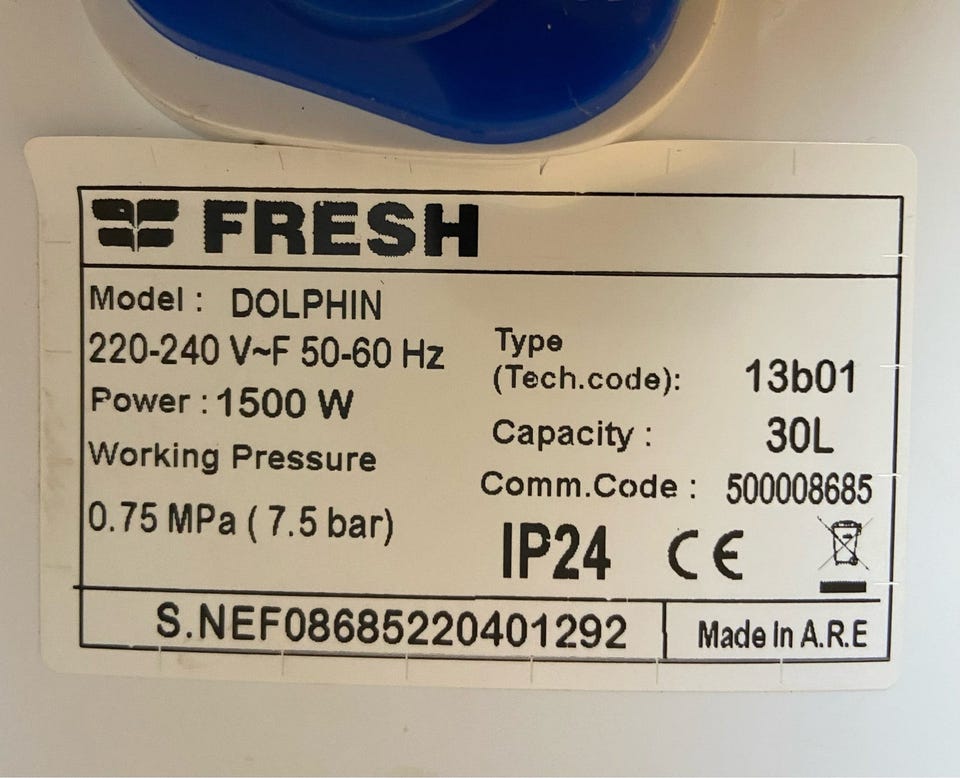 FRESH
Model : DOLPHIN
220-240 V~F 50-60 Hz
Power : 1500 W
Working Pressure
0.75 MPa ( 7.5 bar)
Type
(Tech.code): 13b01
Capacity : 30L
Comm.Code : 500008685
IP24 CE
S.NEF08685220401292
Made In A.R.E